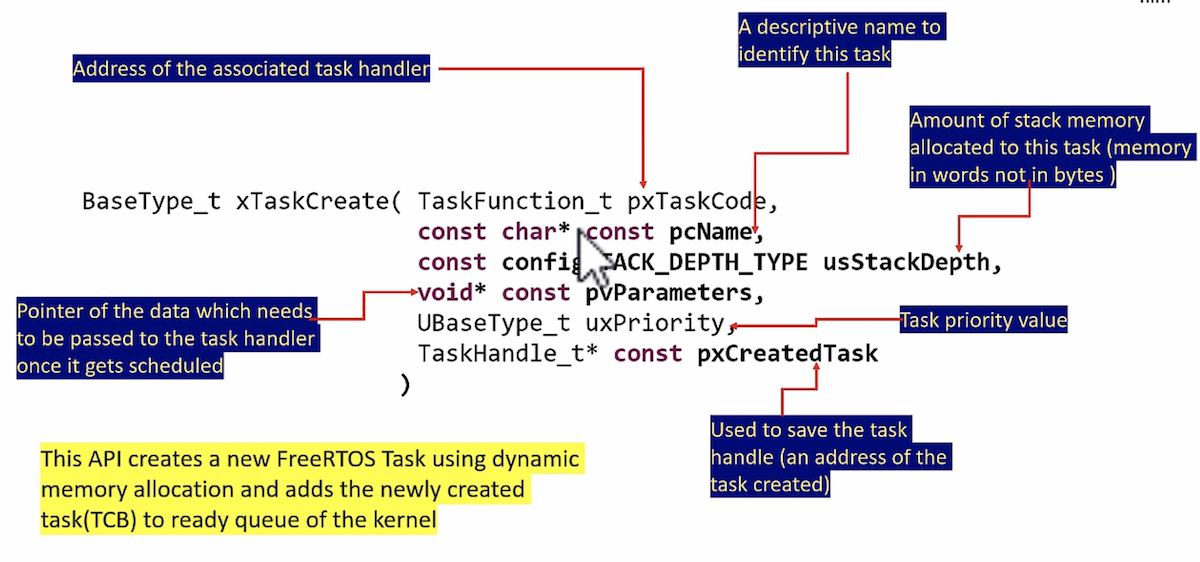 A descriptive name to
identify this task
Address of the associated task handler
Amount of stack memory
allocated to this task (memory
in words not in bytes )
BaseType_t xTaskCreate( TaskFunction_t pxTaskCode,
const char* const pcName,
const config ACK_DEPTH_TYPE usStackDepth,
void* const pvParameters,
UBaseType_t uxPriority,
TaskHandle_t* const pxCreatedTask
)
Pointer of the data which needs
to be passed to the task handler
once it gets scheduled
Task priority value
Used to save the task
handle (an address of the
task created)
This API creates a new FreeRTOS Task using dynamic
memory allocation and adds the newly created
task(TCB) to ready queue of the kernel